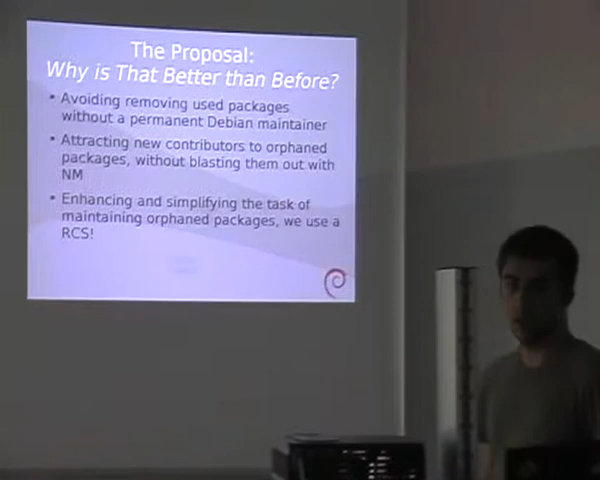 The Proposal:
Why is That Better than Before?
• Avoiding removing used packages
without a permanent Debian maintainer
• Attracting new contributors to orphaned
packages, without blasting them out with
NM
• Enhancing and simplifying the task of
maintaining orphaned packages, we use a
RCS!